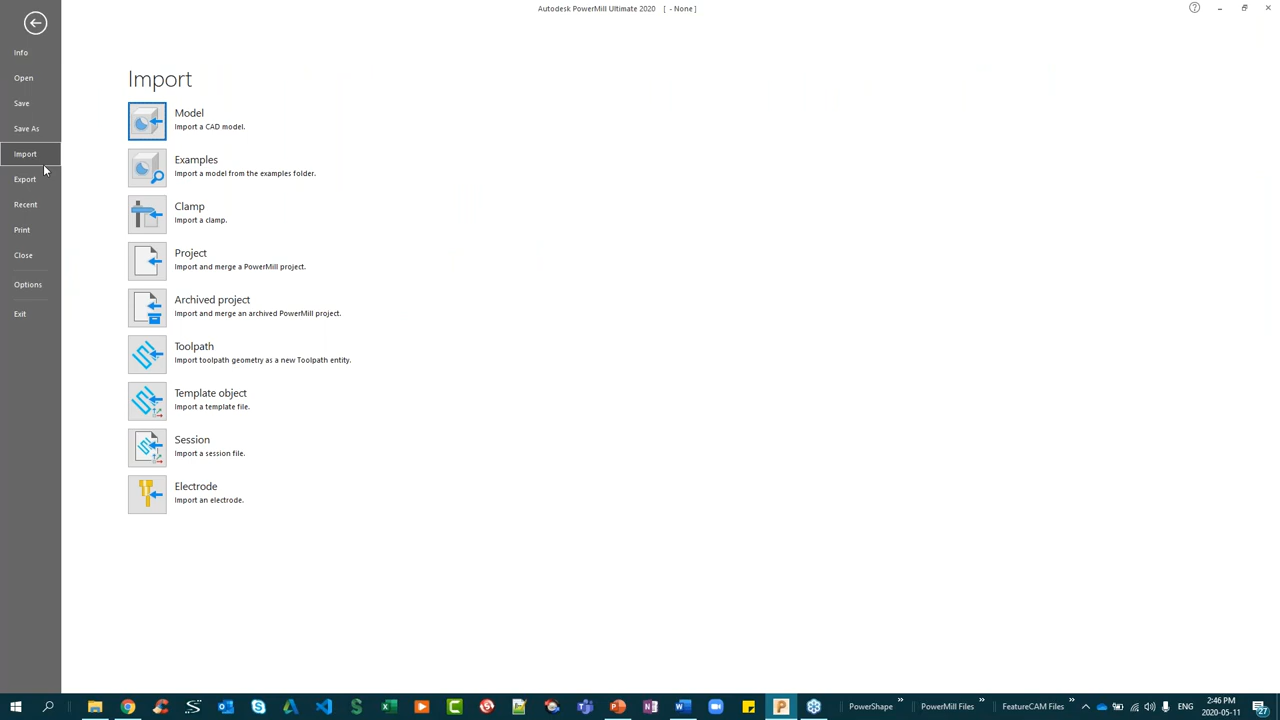 Autodesk PowerMill Ultimate 2020 [ - None ]
Info
Open
Save
Save As
Import
Export
Recent
Print
Close
Options
Exit
Import
Model
Import a CAD model.
Examples
Import a model from the examples folder.
Clamp
Import a clamp.
Project
Import and merge a PowerMill project.
Archived project
Import and merge an archived PowerMill project.
Toolpath
Import toolpath geometry as a new Toolpath entity.
Template object
Import a template file.
Session
Import a session file.
Electrode
Import an electrode.
PowerShape
PowerMill Files
FeatureCAM Files
ENG
2:46 PM
2020-05-11
27